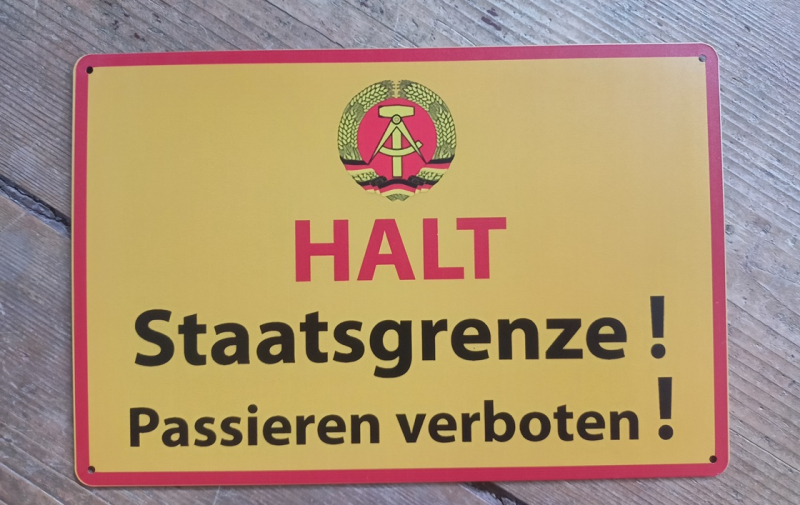 HALT
Staatsgrenze !
Passieren verboten !